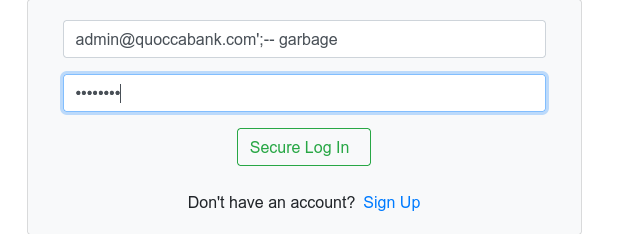 admin@quoccabank.com';-- garbage
••••••••
Secure Log In
Don't have an account? Sign Up